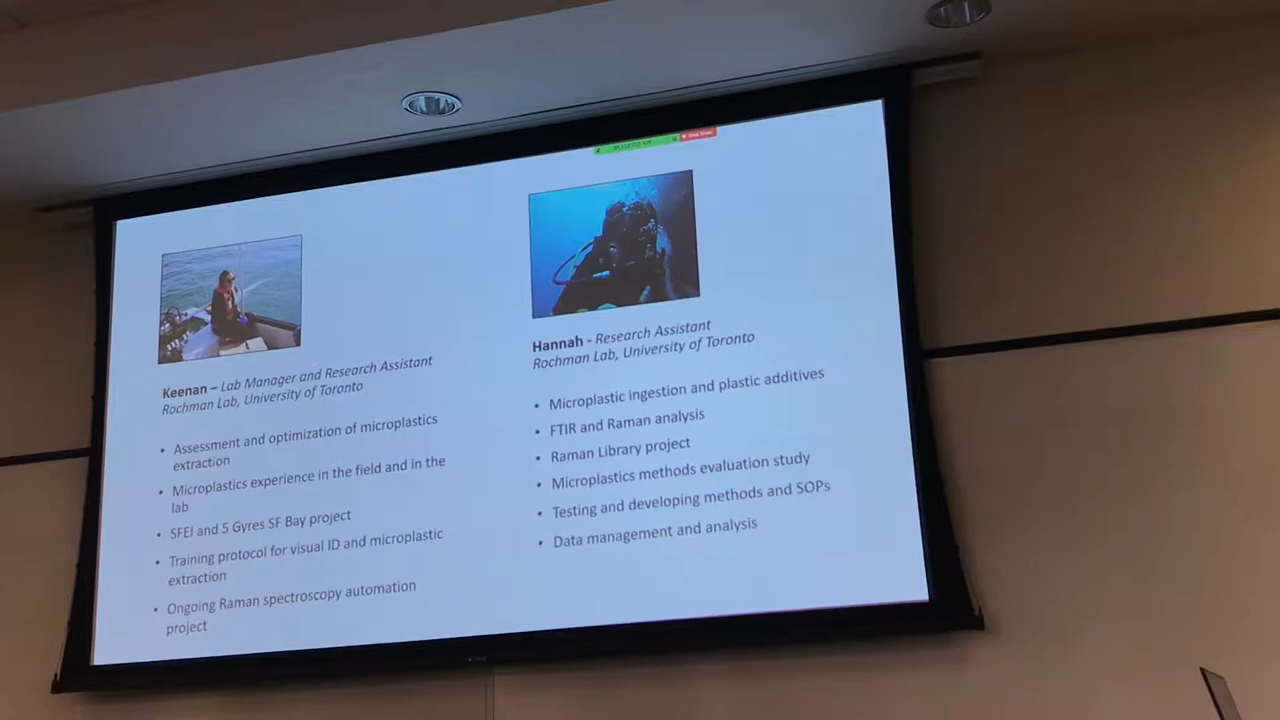 Keenan – Lab Manager and Research Assistant
Rochman Lab, University of Toronto
• Assessment and optimization of microplastics
extraction
• Microplastics experience in the field and in the
lab
• SFEI and 5 Gyres SF Bay project
• Training protocol for visual ID and microplastic
extraction
• Ongoing Raman spectroscopy automation
project
Hannah - Research Assistant
Rochman Lab, University of Toronto
• Microplastic ingestion and plastic additives
• FTIR and Raman analysis
• Raman Library project
• Microplastics methods evaluation study
• Testing and developing methods and SOPs
• Data management and analysis